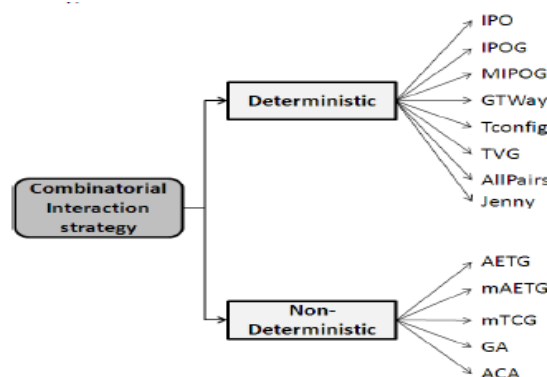 Combinatorial
Interaction
strategy
Deterministic
IPO
IPOG
MIPOG
GTWay
Tconfig
TVG
AllPairs
Jenny
Non-
Deterministic
AETG
mAETG
mTCG
GA
ACA